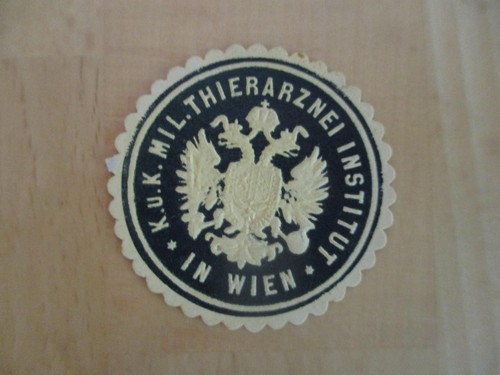 K.u.K. MIL. THIERARZNEI INSTITUT
* IN WIEN *